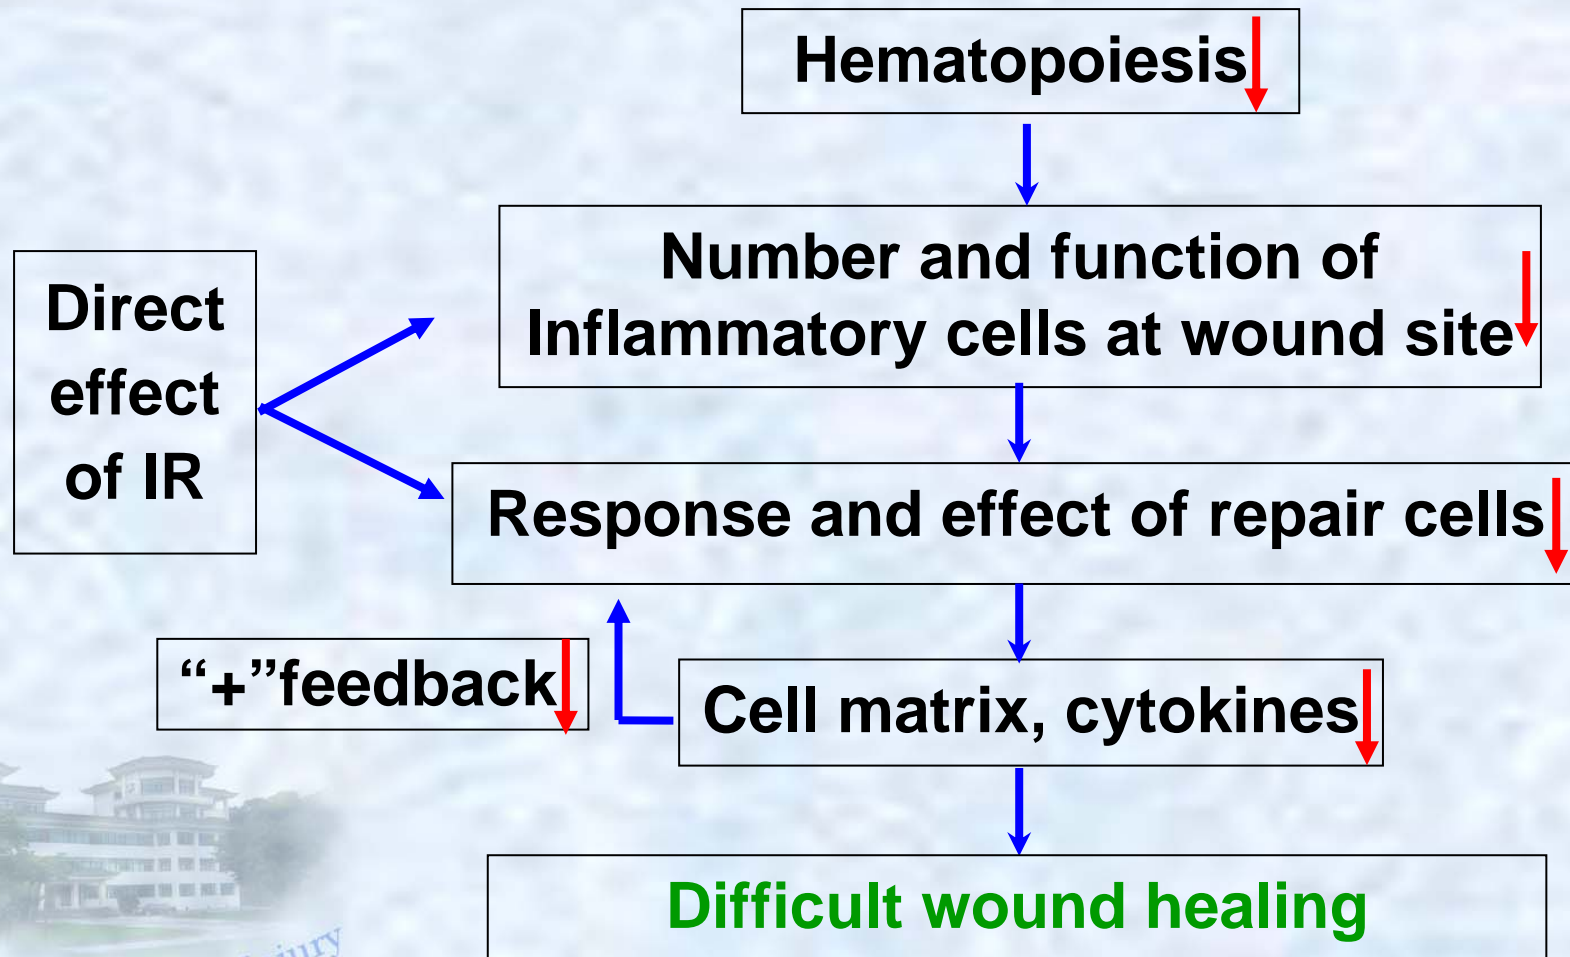 Hematopoiesis
Number and function of
Inflammatory cells at wound site
Direct
effect
of IR
Response and effect of repair cells
“+”feedback
Cell matrix, cytokines
Difficult wound healing